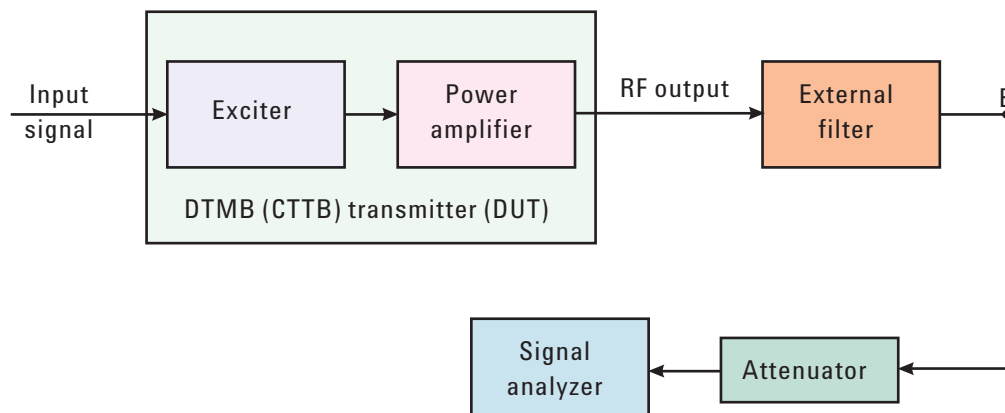 Input
signal
Exciter
Power
amplifier
RF output
External
filter
DTMB (CTTB) transmitter (DUT)
Signal
analyzer
Attenuator